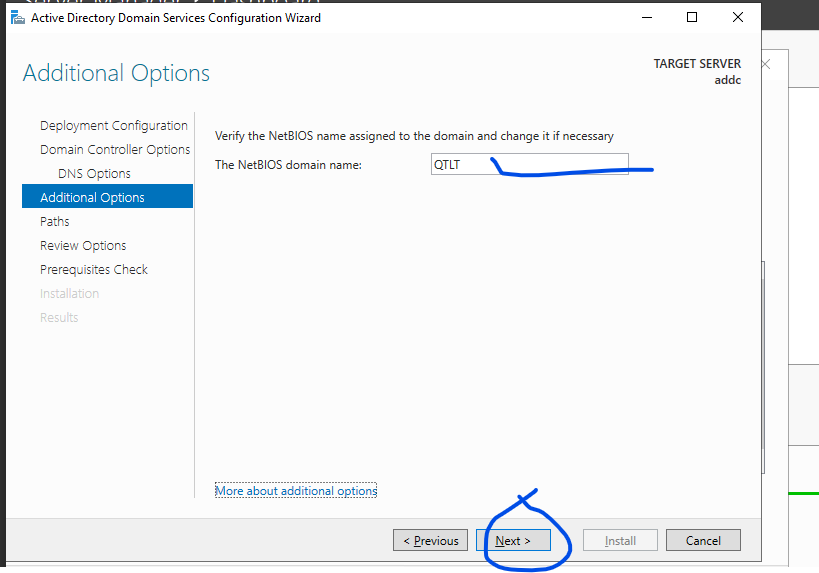 Active Directory Domain Services Configuration Wizard
Additional Options
TARGET SERVER
addc
Deployment Configuration
Domain Controller Options
DNS Options
Additional Options
Paths
Review Options
Prerequisites Check
Installation
Results
Verify the NetBIOS name assigned to the domain and change it if necessary
The NetBIOS domain name: QTLT
More about additional options
< Previous Next > Install Cancel